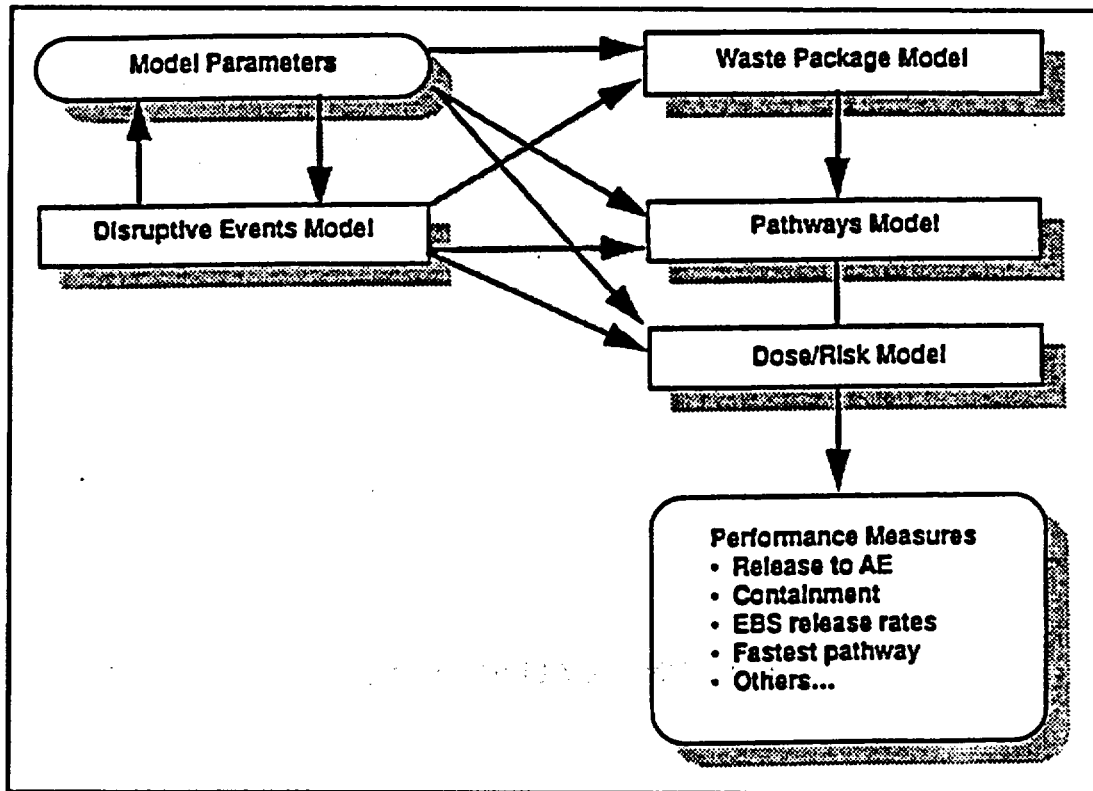 Model Parameters
Waste Package Model
Disruptive Events Model
Pathways Model
Dose/Risk Model
Performance Measures
• Release to AE
• Containment
• EBS release rates
• Fastest pathway
• Others...